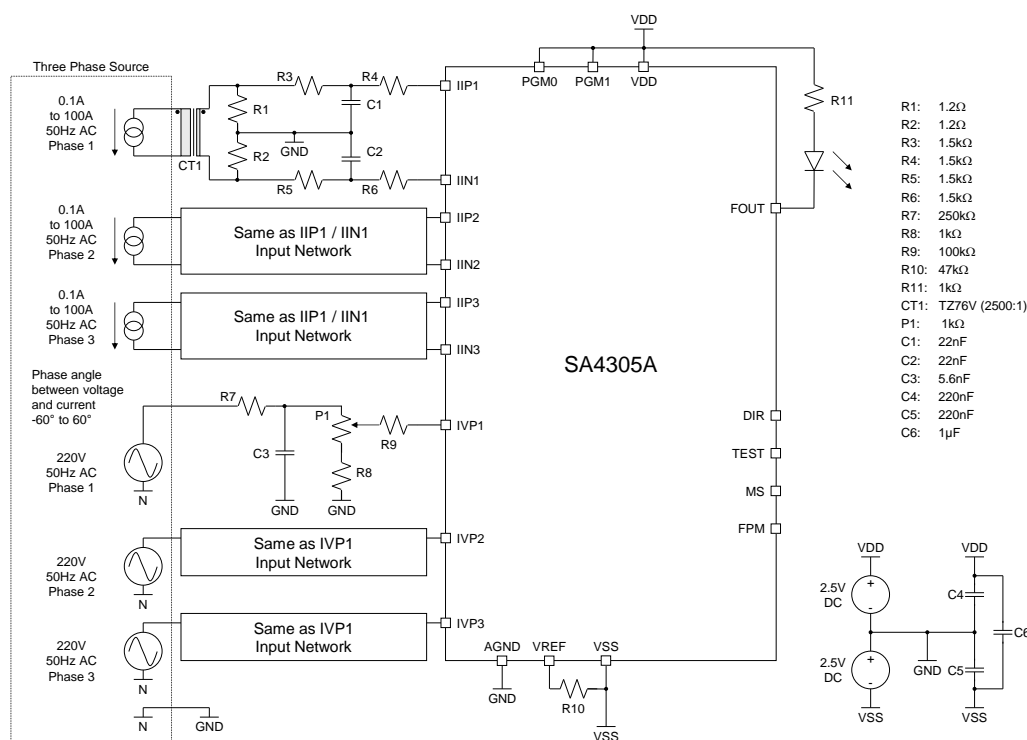 VDD
Three Phase Source
PGM0
PGM1
VDD
R3
R4
IIP1
0.1A
to 100A
50Hz AC
Phase 1
R1
C1
R11
GND
R2
C2
CT1
R5
R6
IIN1
FOUT
0.1A
to 100A
50Hz AC
Phase 2
Same as IIP1 / IIN1
Input Network
IIP2
IIN2
0.1A
to 100A
50Hz AC
Phase 3
Same as IIP1 / IIN1
Input Network
IIP3
IIN3
SA4305A
Phase angle
between voltage
and current
-60° to 60°
R7
P1
R9
IVP1
C3
R8
220V
50Hz AC
Phase 1
N
GND
GND
DIR
TEST
MS
FPM
220V
50Hz AC
Phase 2
N
Same as IVP1
Input Network
IVP2
220V
50Hz AC
Phase 3
N
Same as IVP1
Input Network
IVP3
N
GND
AGND
VREF
VSS
GND
R10
VSS
R1: 1.2Ω
R2: 1.2Ω
R3: 1.5kΩ
R4: 1.5kΩ
R5: 1.5kΩ
R6: 1.5kΩ
R7: 250kΩ
R8: 1kΩ
R9: 100kΩ
R10: 47kΩ
R11: 1kΩ
CT1: TZ76V (2500:1)
P1: 1kΩ
C1: 22nF
C2: 22nF
C3: 5.6nF
C4: 220nF
C5: 220nF
C6: 1µF
VDD
VDD
2.5V
DC
+
-
C4
C6
GND
2.5V
DC
+
-
C5
VSS
VSS